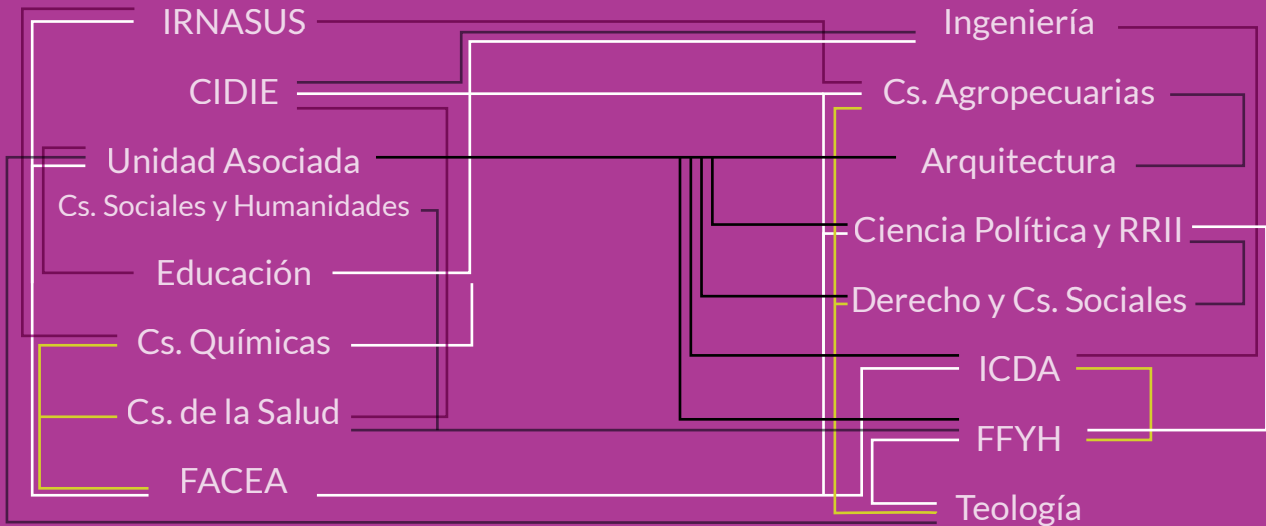 IRNASUS
CIDIE
Unidad Asociada
Cs. Sociales y Humanidades
Educación
Cs. Químicas
Cs. de la Salud
FACEA
Ingeniería
Cs. Agropecuarias
Arquitectura
Ciencia Política y RRII
Derecho y Cs. Sociales
ICDA
FFYH
Teología